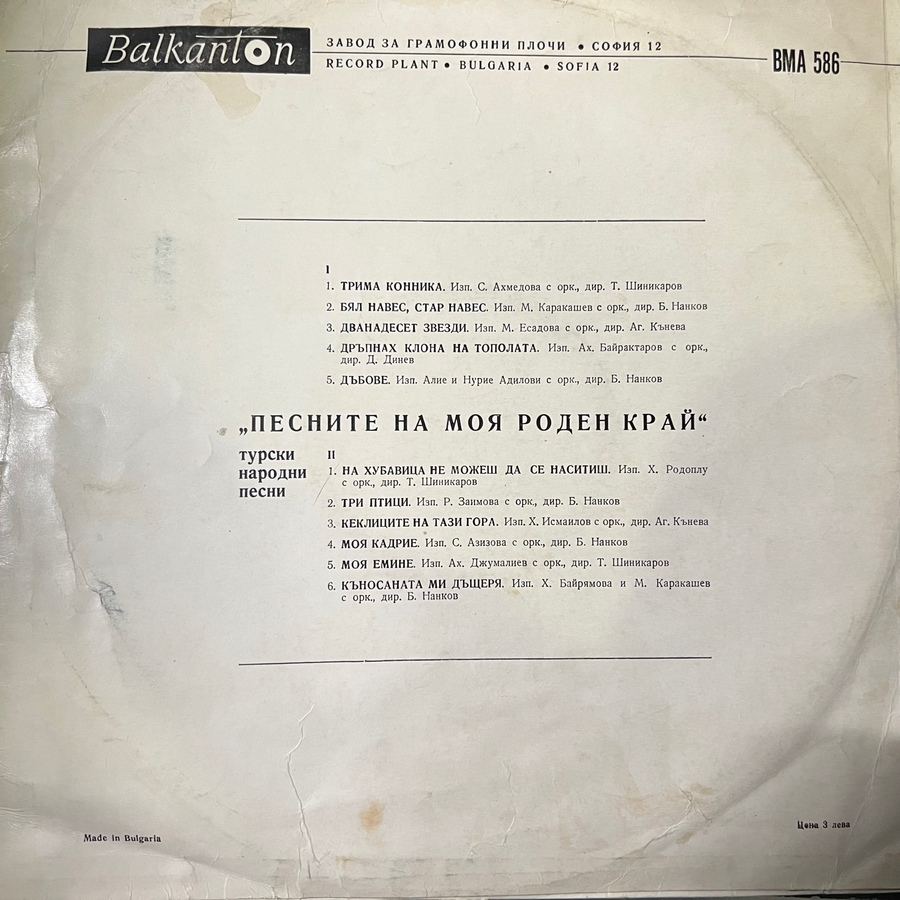 Balkanton
ЗАВОД ЗА ГРАМОФОННИ ПЛОЧИ • СОФИЯ 12
RECORD PLANT • BULGARIA • SOFIA 12
ВМА 586
I
1. ТРИМА КОННИКА. Изп. С. Ахмедова с орк., дир. Т. Шиникаров
2. БЯЛ НАВЕС, СТАР НАВЕС. Изп. М. Каракашев с орк., дир. Б. Нанков
3. ДВАНАДЕСЕТ ЗВЕЗДИ. Изп. М. Есадова с орк., дир. Аг. Кънева
4. ДРЪПНАХ КЛОНА НА ТОПОЛАТА. Изп. Ах. Байрактаров с орк.,
дир. Д. Динев
5. ДЪБОВЕ. Изп. Алие и Нурие Адилови с орк., дир. Б. Нанков
„ПЕСНИТЕ НА МОЯ РОДЕН КРАЙ“
турски
народни
песни
II
1. НА ХУБАВИЦА НЕ МОЖЕШ ДА СЕ НАСИТИШ. Изп. Х. Родоплу
с орк., дир. Т. Шиникаров
2. ТРИ ПТИЦИ. Изп. Р. Заимова с орк., дир. Б. Нанков
3. КЕКЛИЦИТЕ НА ТАЗИ ГОРА. Изп. Х. Исмаилов с орк., дир. Аг. Кънева
4. МОЯ КАДРИЕ. Изп. С. Азизова с орк., дир. Б. Нанков
5. МОЯ ЕМИНЕ. Изп. Ах. Джумалиев с орк., дир. Т. Шиникаров
6. КЪНОСАНАТА МИ ДЪЩЕРЯ. Изп. Х. Байрямова и М. Каракашев
с орк., дир. Б. Нанков
Made in Bulgaria
Цена 3 лева